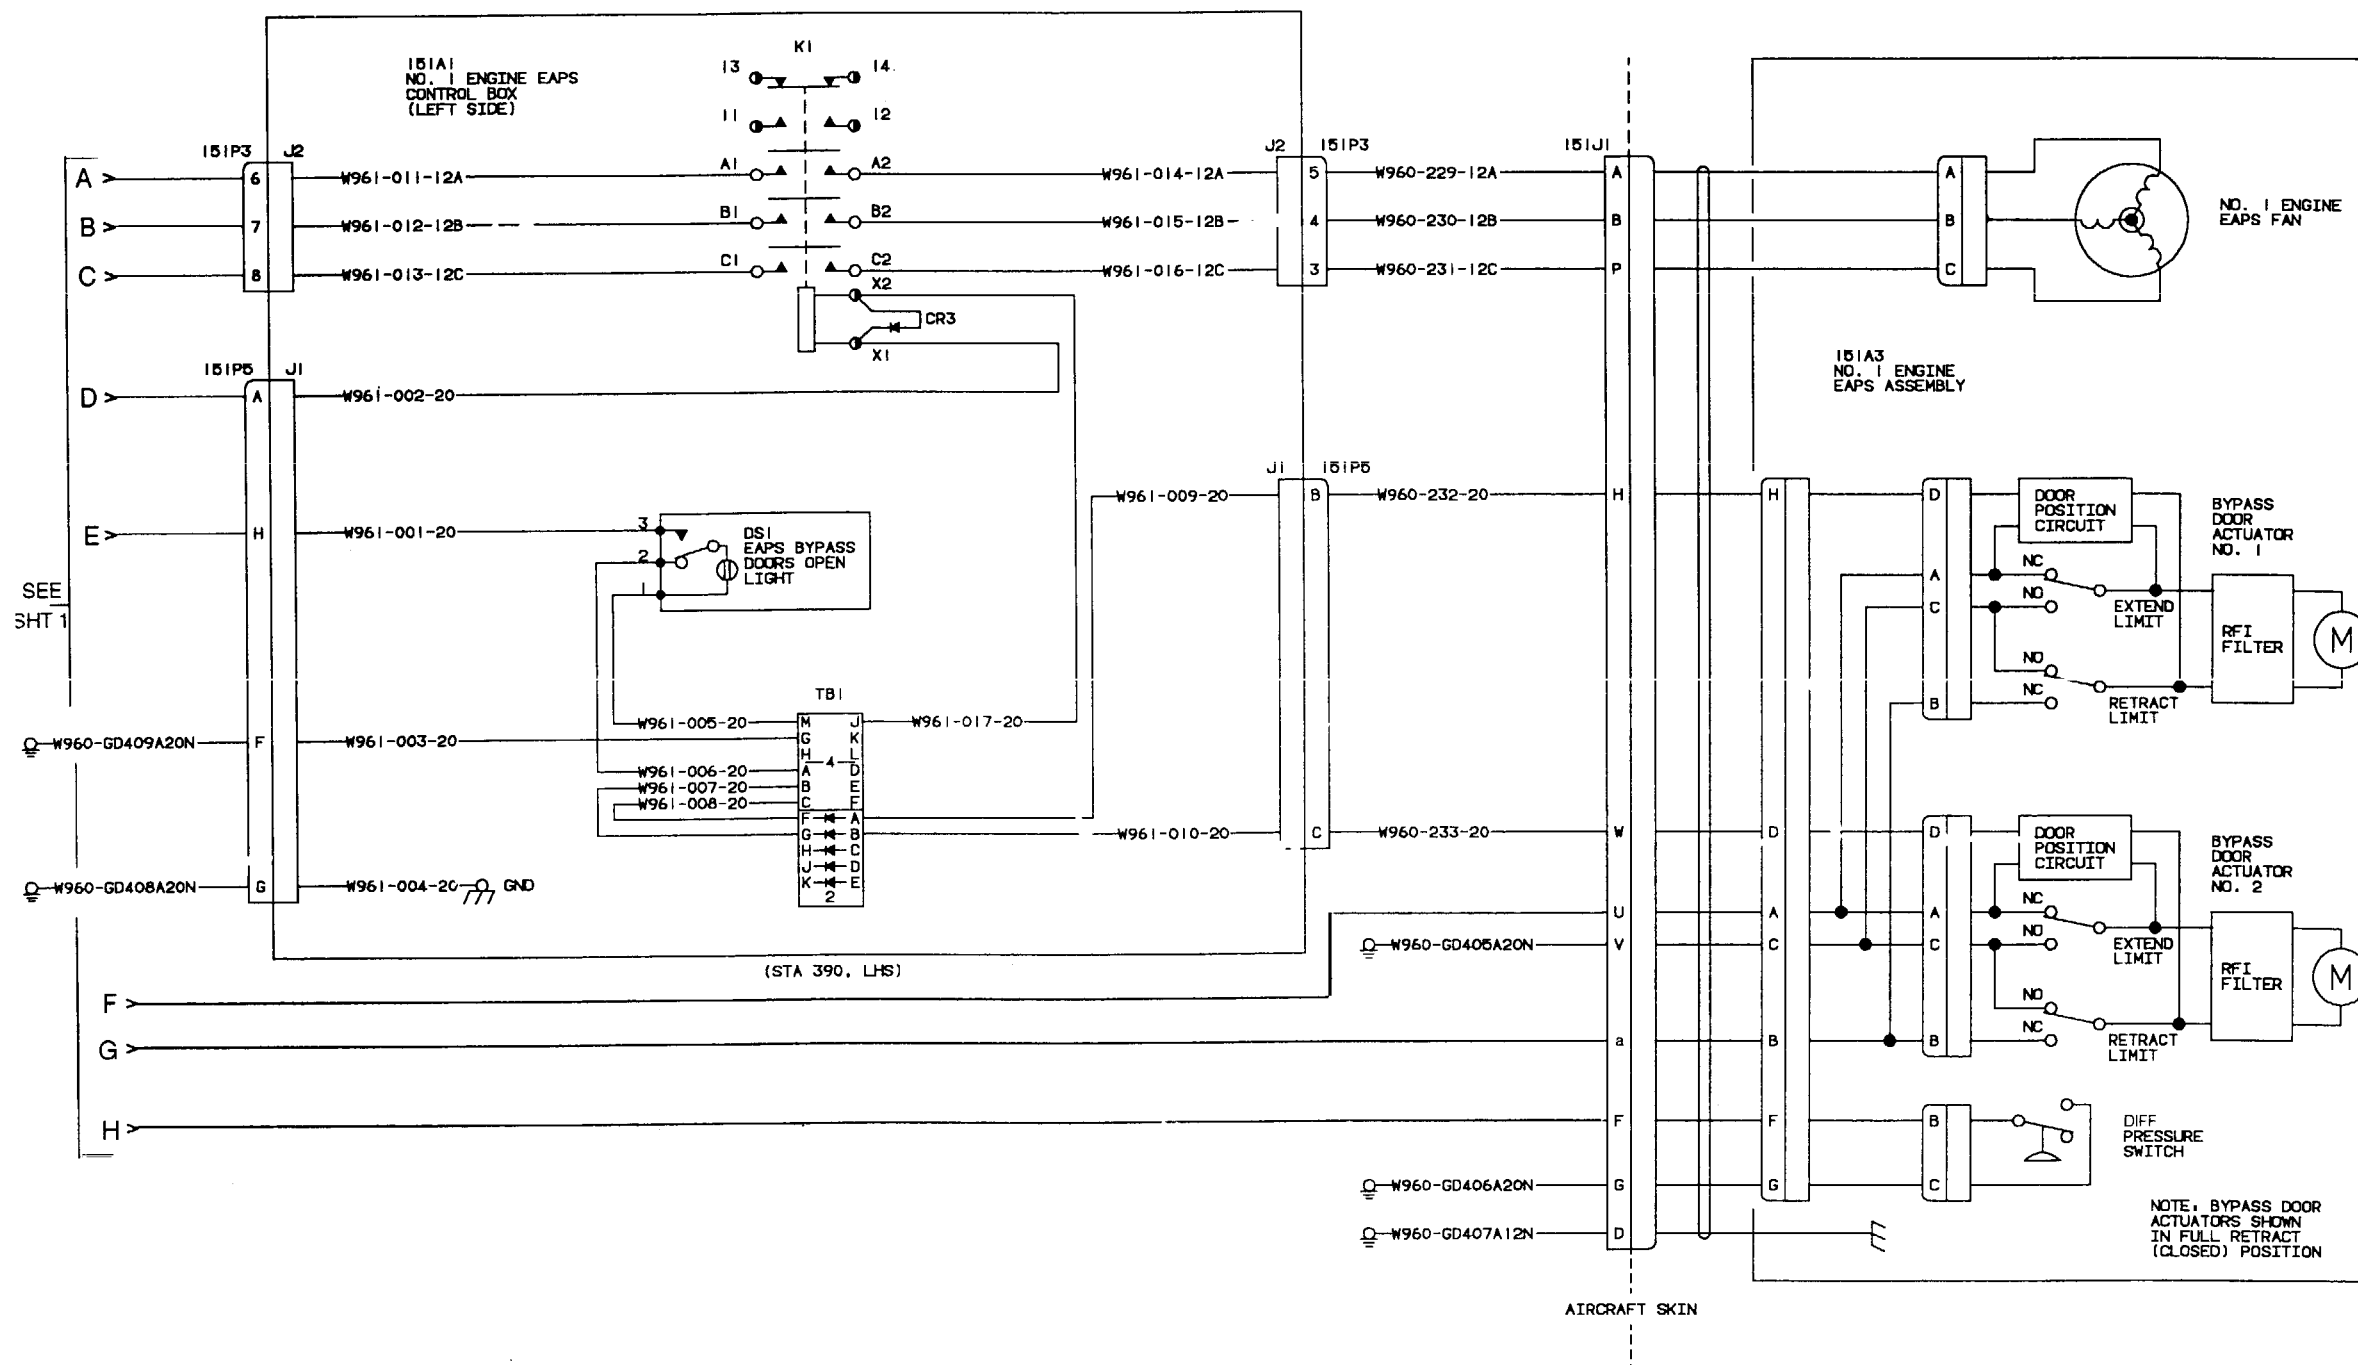 K1
151A1
NO. 1 ENGINE EAPS
CONTROL BOX
(LEFT SIDE)
13
14
11
12
151P3
J2
A
6
W961-011-12A
A1
A2
W961-014-12A
J2
151P3
5
W960-229-12A
151J1
A
A
B
7
W961-012-12B
B1
B2
W961-015-12B
4
W960-230-12B
B
B
NO. 1 ENGINE
EAPS FAN
C
8
W961-013-12C
C1
C2
W961-016-12C
3
W960-231-12C
P
C
X2
CR3
X1
151A3
NO. 1 ENGINE
EAPS ASSEMBLY
151P5
J1
D
A
W961-002-20
J1
151P5
W961-009-20
B
W960-232-20
H
H
D
DOOR
POSITION
CIRCUIT
BYPASS
DOOR
ACTUATOR
NO. 1
E
H
W961-001-20
3
2
1
DS1
EAPS BYPASS
DOORS OPEN
LIGHT
A
NC
C
NO
EXTEND
LIMIT
RFI
FILTER
M
NO
B
NC
RETRACT
LIMIT
SEE
SHT 1
TB1
W961-005-20
M
J
W961-017-20
W960-GD409A20N
F
W961-003-20
G
K
H
L
4
W961-006-20
A
D
W961-007-20
B
E
W961-008-20
C
F
F
A
G
B
W961-010-20
C
W960-233-20
W
D
D
DOOR
POSITION
CIRCUIT
BYPASS
DOOR
ACTUATOR
NO. 2
H
C
J
D
K
E
2
W960-GD408A20N
G
W961-004-20
GND
U
A
A
NC
W960-GD405A20N
V
C
C
NO
EXTEND
LIMIT
RFI
FILTER
M
(STA 390, LHS)
F
NO
G
a
B
B
NC
RETRACT
LIMIT
H
F
F
B
DIFF
PRESSURE
SWITCH
W960-GD406A20N
G
G
C
W960-GD407A12N
D
NOTE: BYPASS DOOR
ACTUATORS SHOWN
IN FULL RETRACT
(CLOSED) POSITION
AIRCRAFT SKIN